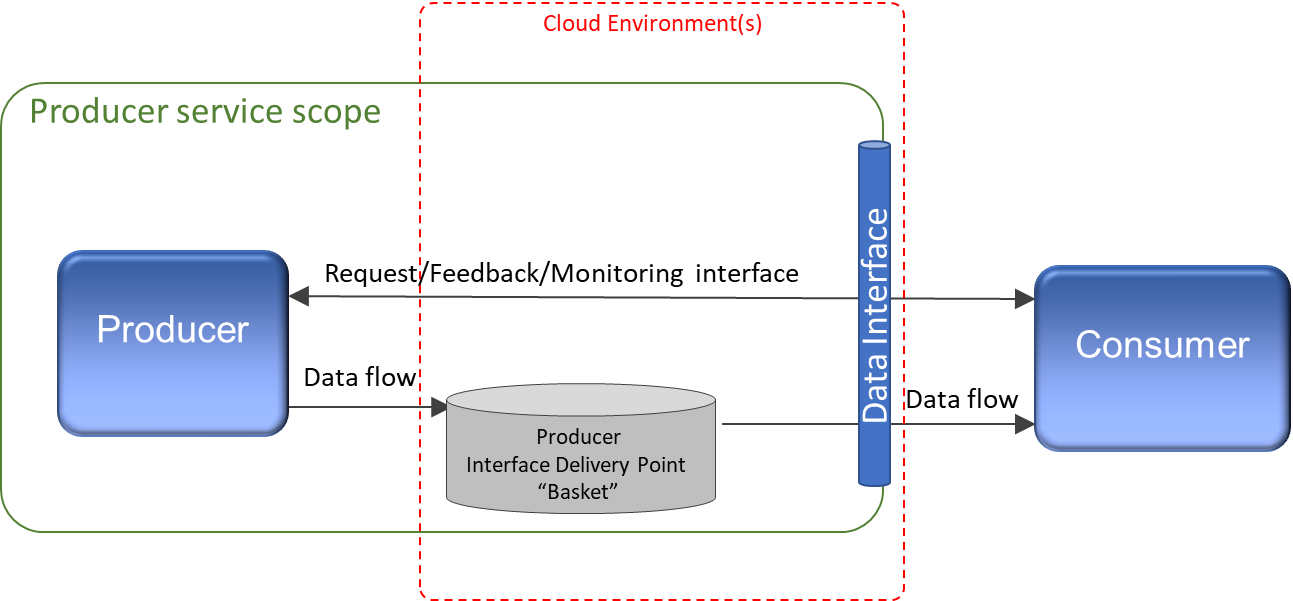 Cloud Environment(s)
Producer service scope
Request/Feedback/Monitoring interface
Producer
Data Interface
Consumer
Data flow
Data flow
Producer
Interface Delivery Point
“Basket”